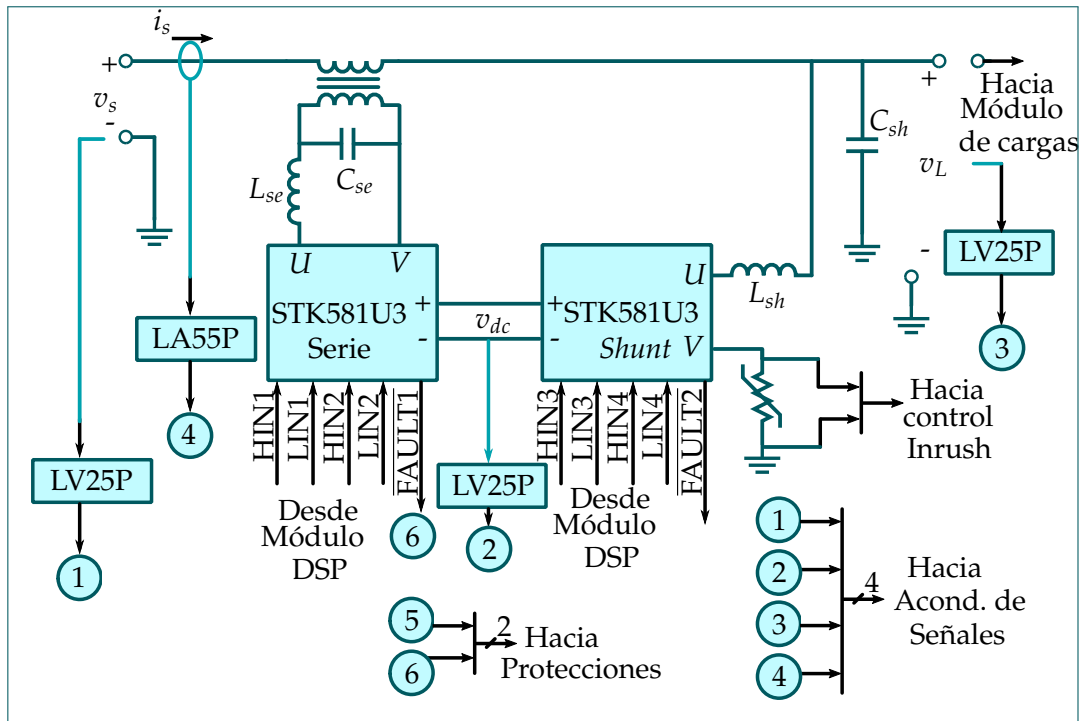 i_s
+
v_s
-
+
Hacia
Módulo
de cargas
C_sh
C_se
L_se
v_L
-
LV25P
3
U V
STK581U3
Serie
+
-
v_dc
+
-
U
STK581U3
Shunt V
L_sh
LA55P
4
LV25P
1
HIN1
LIN1
HIN2
LIN2
FAULT1
Desde
Módulo
DSP
6
LV25P
2
HIN3
LIN3
HIN4
LIN4
FAULT2
Desde
Módulo
DSP
Hacia
control
Inrush
5
6
2
Hacia
Protecciones
1
2
3
4
4
Hacia
Acond. de
Señales